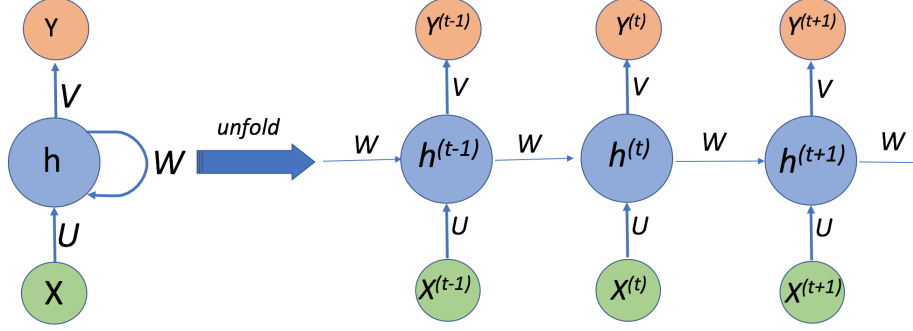 Y
V
h
W
U
X
unfold
W
Y(t-1)
V
h(t-1)
U
X(t-1)
W
Y(t)
V
h(t)
U
X(t)
W
Y(t+1)
V
h(t+1)
U
X(t+1)
W